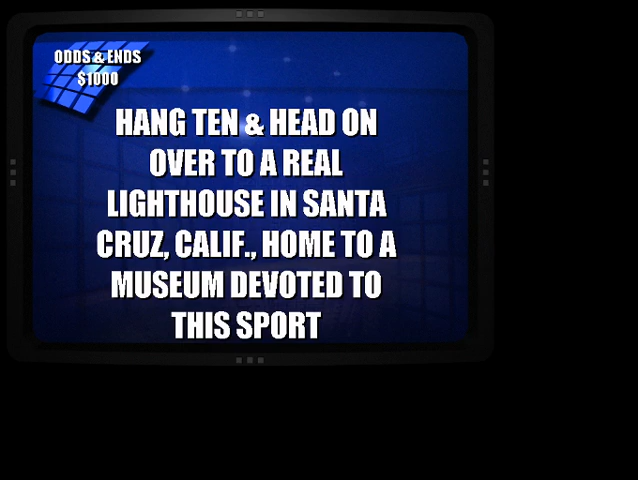 ODDS & ENDS
$1000
HANG TEN & HEAD ON
OVER TO A REAL
LIGHTHOUSE IN SANTA
CRUZ, CALIF., HOME TO A
MUSEUM DEVOTED TO
THIS SPORT